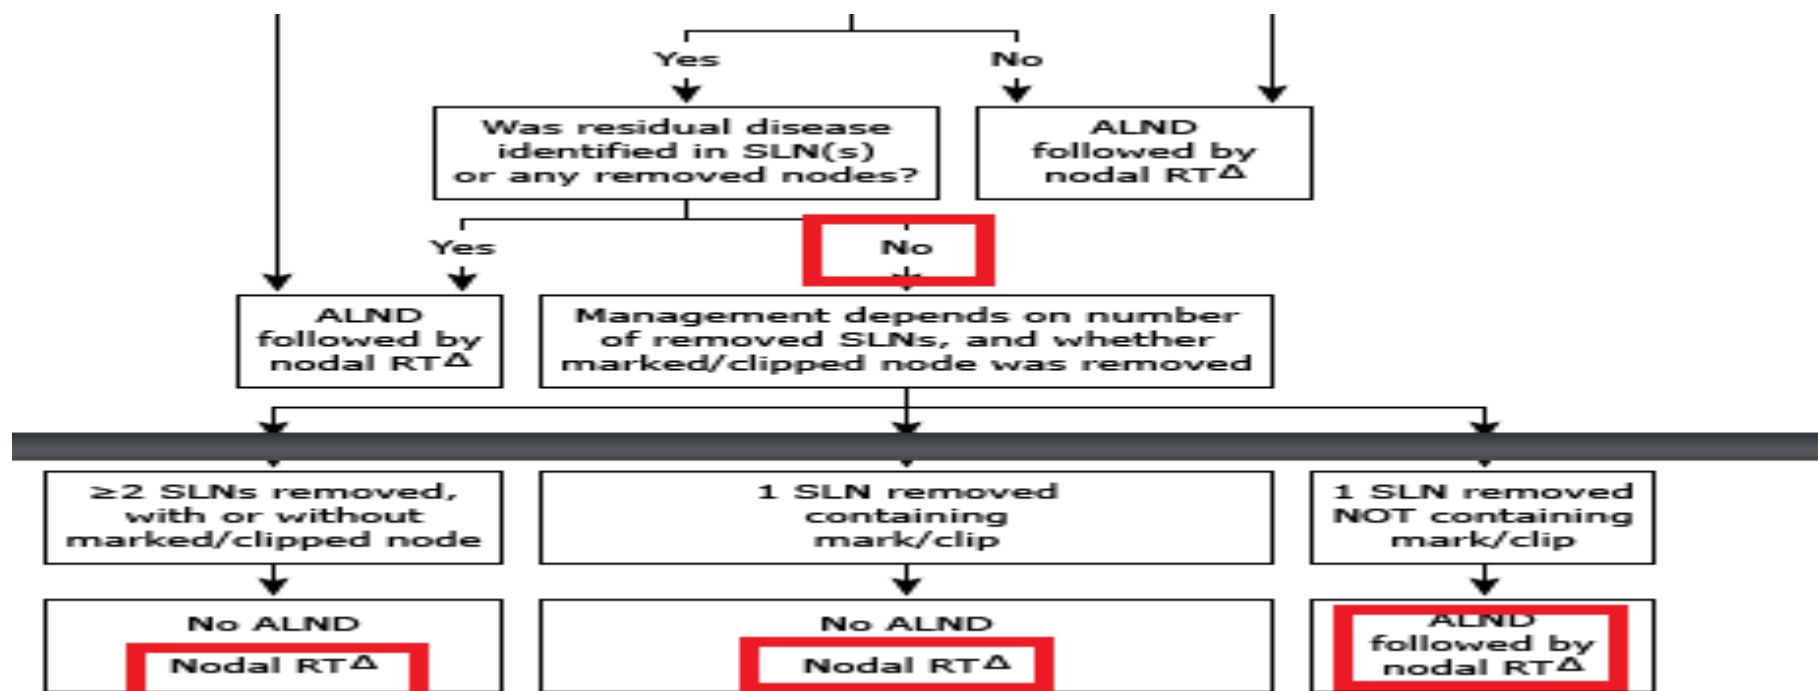 Yes
No
Was residual disease
identified in SLN(s)
or any removed nodes?
ALND
followed by
nodal RTΔ
Yes
No
ALND
followed by
nodal RTΔ
Management depends on number
of removed SLNs, and whether
marked/clipped node was removed
≥2 SLNs removed,
with or without
marked/clipped node
1 SLN removed
containing
mark/clip
1 SLN removed
NOT containing
mark/clip
No ALND
Nodal RTΔ
No ALND
Nodal RTΔ
ALND
followed by
nodal RTΔ